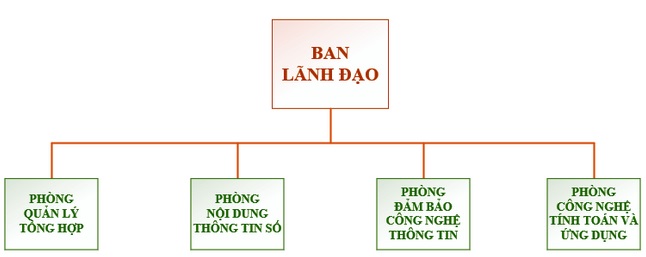 BAN
LÃNH ĐẠO
PHÒNG
QUẢN LÝ
TỔNG HỢP
PHÒNG
NỘI DUNG
THÔNG TIN SỐ
PHÒNG
ĐẢM BẢO
CÔNG NGHỆ
THÔNG TIN
PHÒNG
CÔNG NGHỆ
TÍNH TOÁN VÀ
ỨNG DỤNG